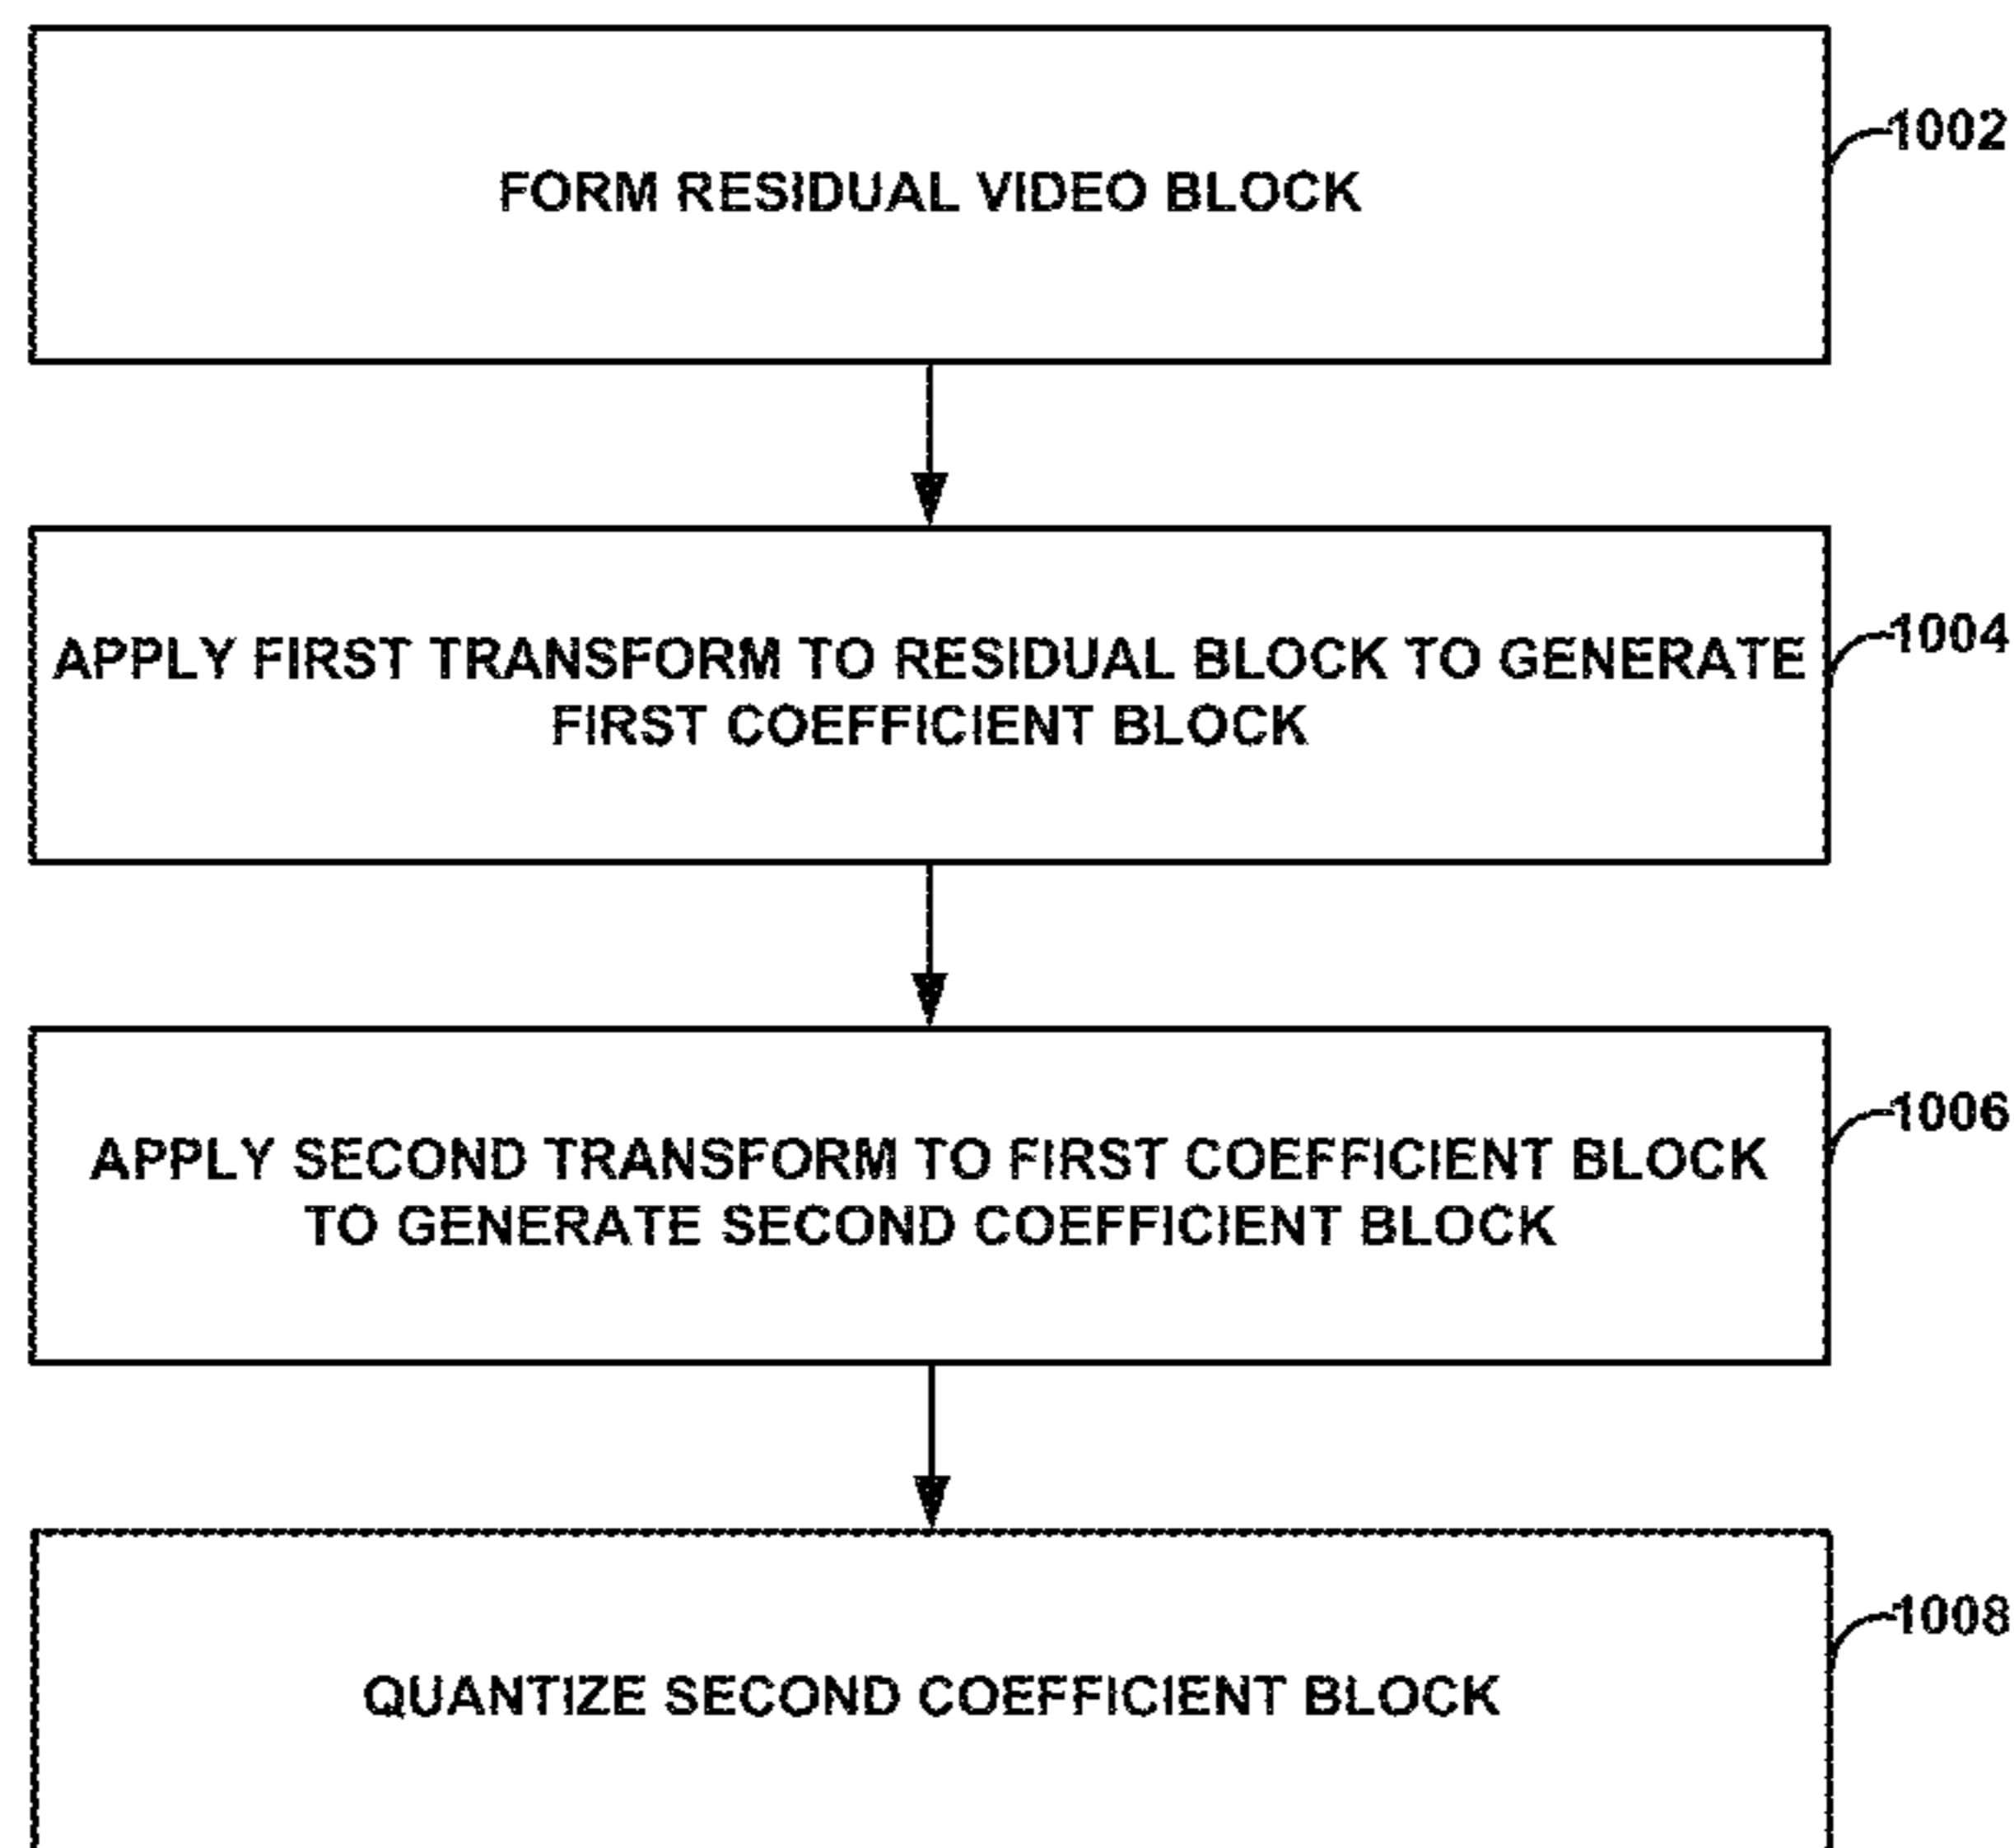 FORM RESIDUAL VIDEO BLOCK
1002
APPLY FIRST TRANSFORM TO RESIDUAL BLOCK TO GENERATE
FIRST COEFFICIENT BLOCK
1004
APPLY SECOND TRANSFORM TO FIRST COEFFICIENT BLOCK
TO GENERATE SECOND COEFFICIENT BLOCK
1006
QUANTIZE SECOND COEFFICIENT BLOCK
1008